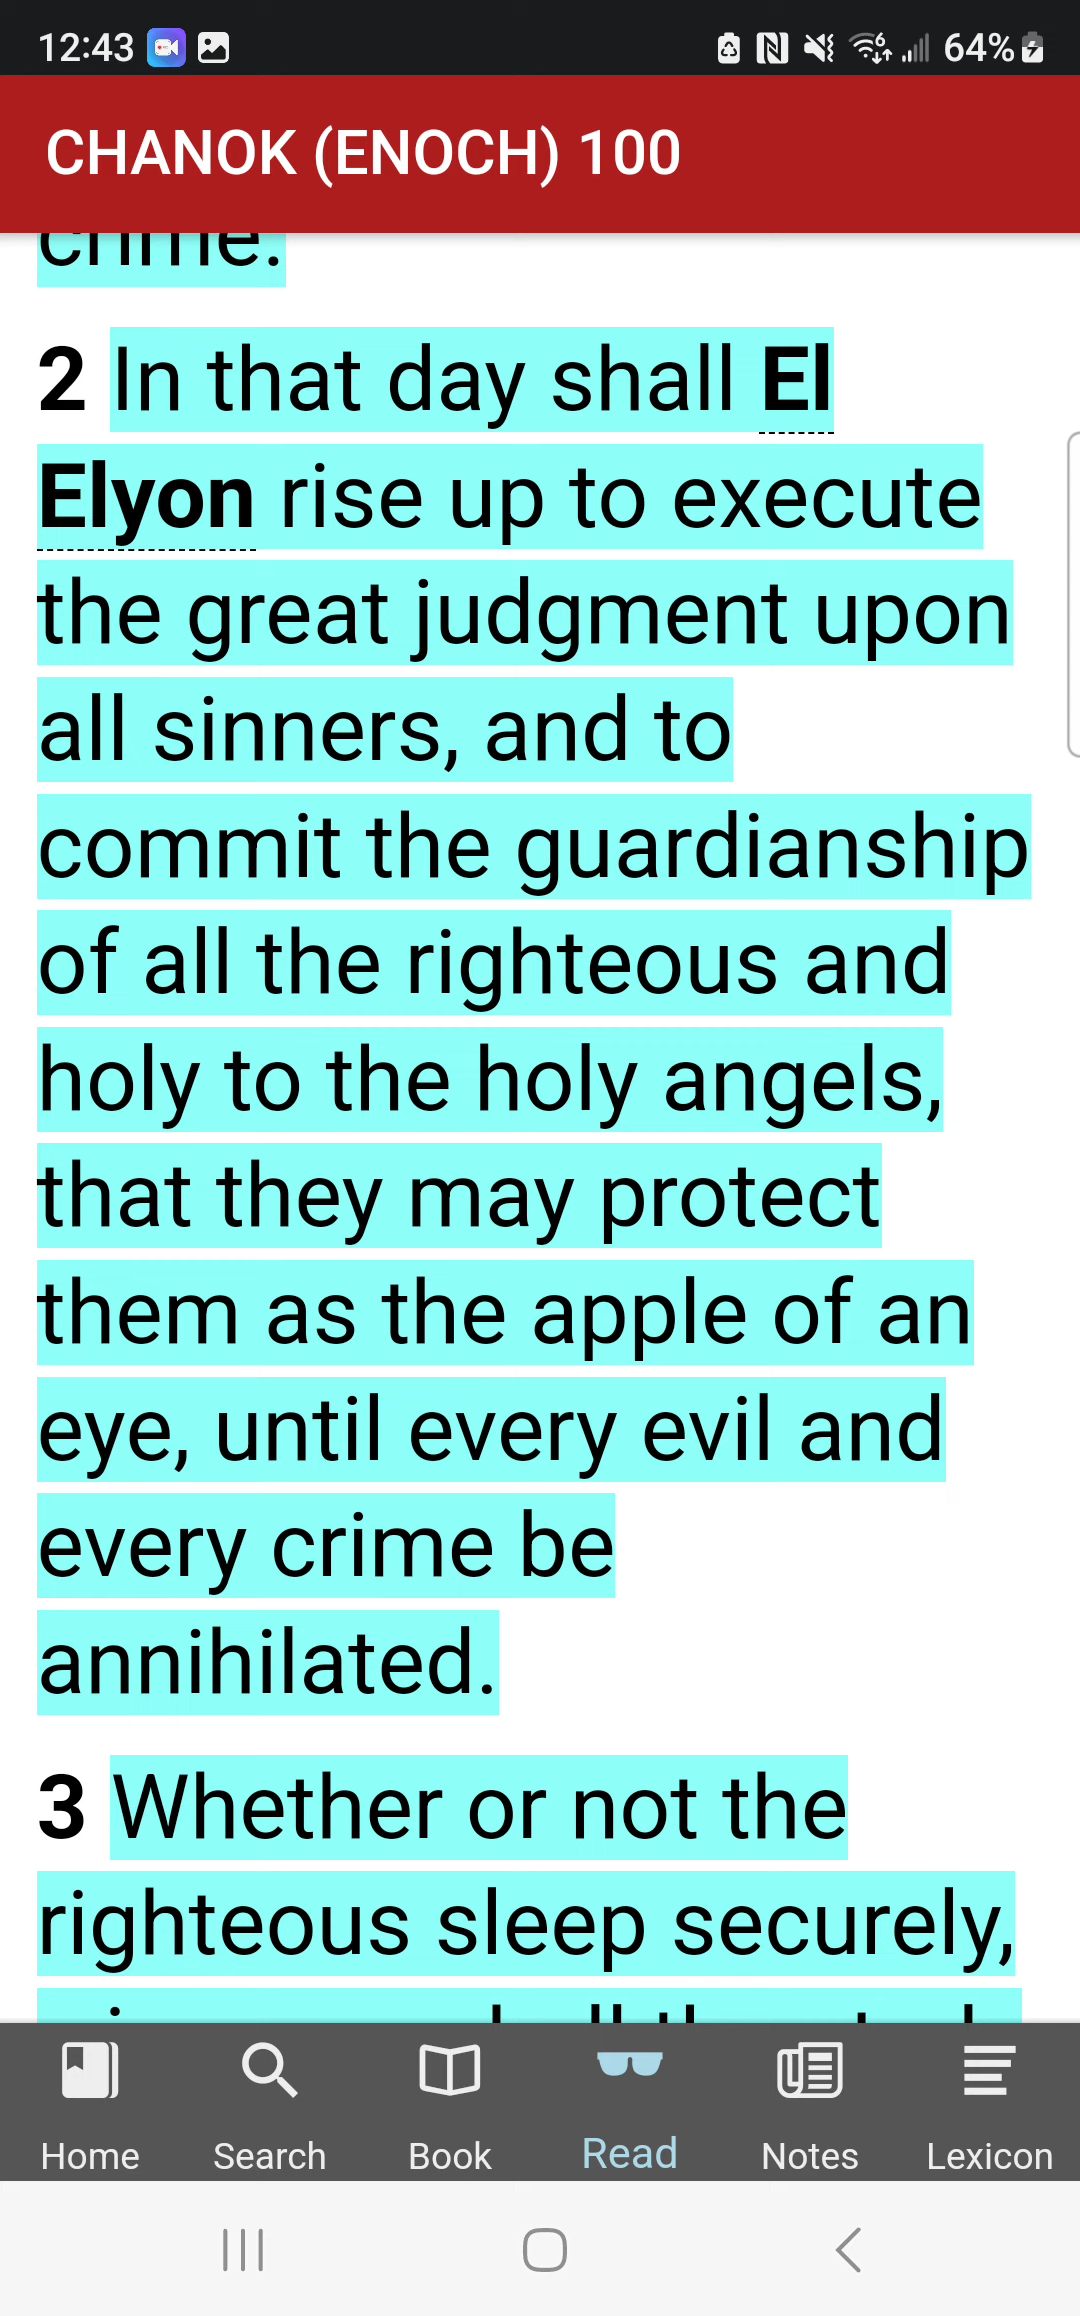 12:43 64%
CHANOK (ENOCH) 100
crime.
2 In that day shall El
Elyon rise up to execute
the great judgment upon
all sinners, and to
commit the guardianship
of all the righteous and
holy to the holy angels,
that they may protect
them as the apple of an
eye, until every evil and
every crime be
annihilated.
3 Whether or not the
righteous sleep securely,
Home Search Book Read Notes Lexicon